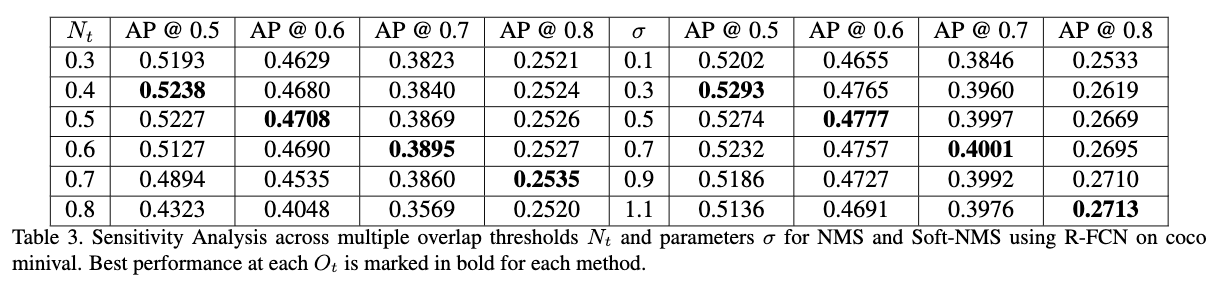 N_t AP @ 0.5 AP @ 0.6 AP @ 0.7 AP @ 0.8 σ AP @ 0.5 AP @ 0.6 AP @ 0.7 AP @ 0.8
0.3 0.5193 0.4629 0.3823 0.2521 0.1 0.5202 0.4655 0.3846 0.2533
0.4 0.5238 0.4680 0.3840 0.2524 0.3 0.5293 0.4765 0.3960 0.2619
0.5 0.5227 0.4708 0.3869 0.2526 0.5 0.5274 0.4777 0.3997 0.2669
0.6 0.5127 0.4690 0.3895 0.2527 0.7 0.5232 0.4757 0.4001 0.2695
0.7 0.4894 0.4535 0.3860 0.2535 0.9 0.5186 0.4727 0.3992 0.2710
0.8 0.4323 0.4048 0.3569 0.2520 1.1 0.5136 0.4691 0.3976 0.2713
Table 3. Sensitivity Analysis across multiple overlap thresholds N_t and parameters σ for NMS and Soft-NMS using R-FCN on coco
minival. Best performance at each O_t is marked in bold for each method.